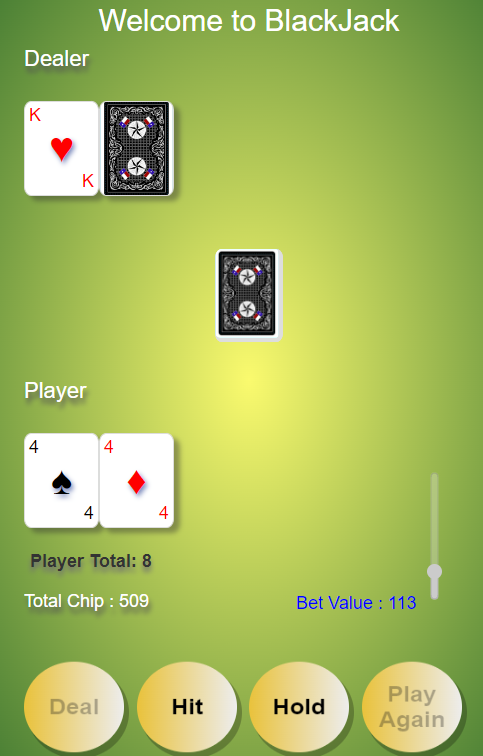 Welcome to BlackJack
Dealer
K
K
Player
4 4
4 4
Player Total: 8
Total Chip : 509 Bet Value : 113
Deal Hit Hold Play Again